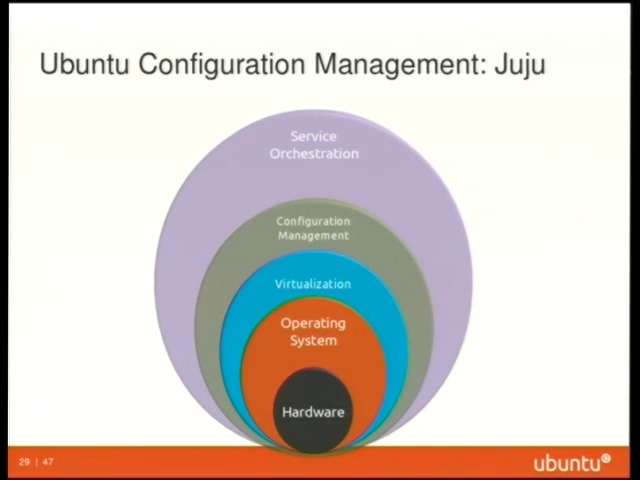 Ubuntu Configuration Management: Juju
Service
Orchestration
Configuration
Management
Virtualization
Operating
System
Hardware
29 | 47
ubuntu®